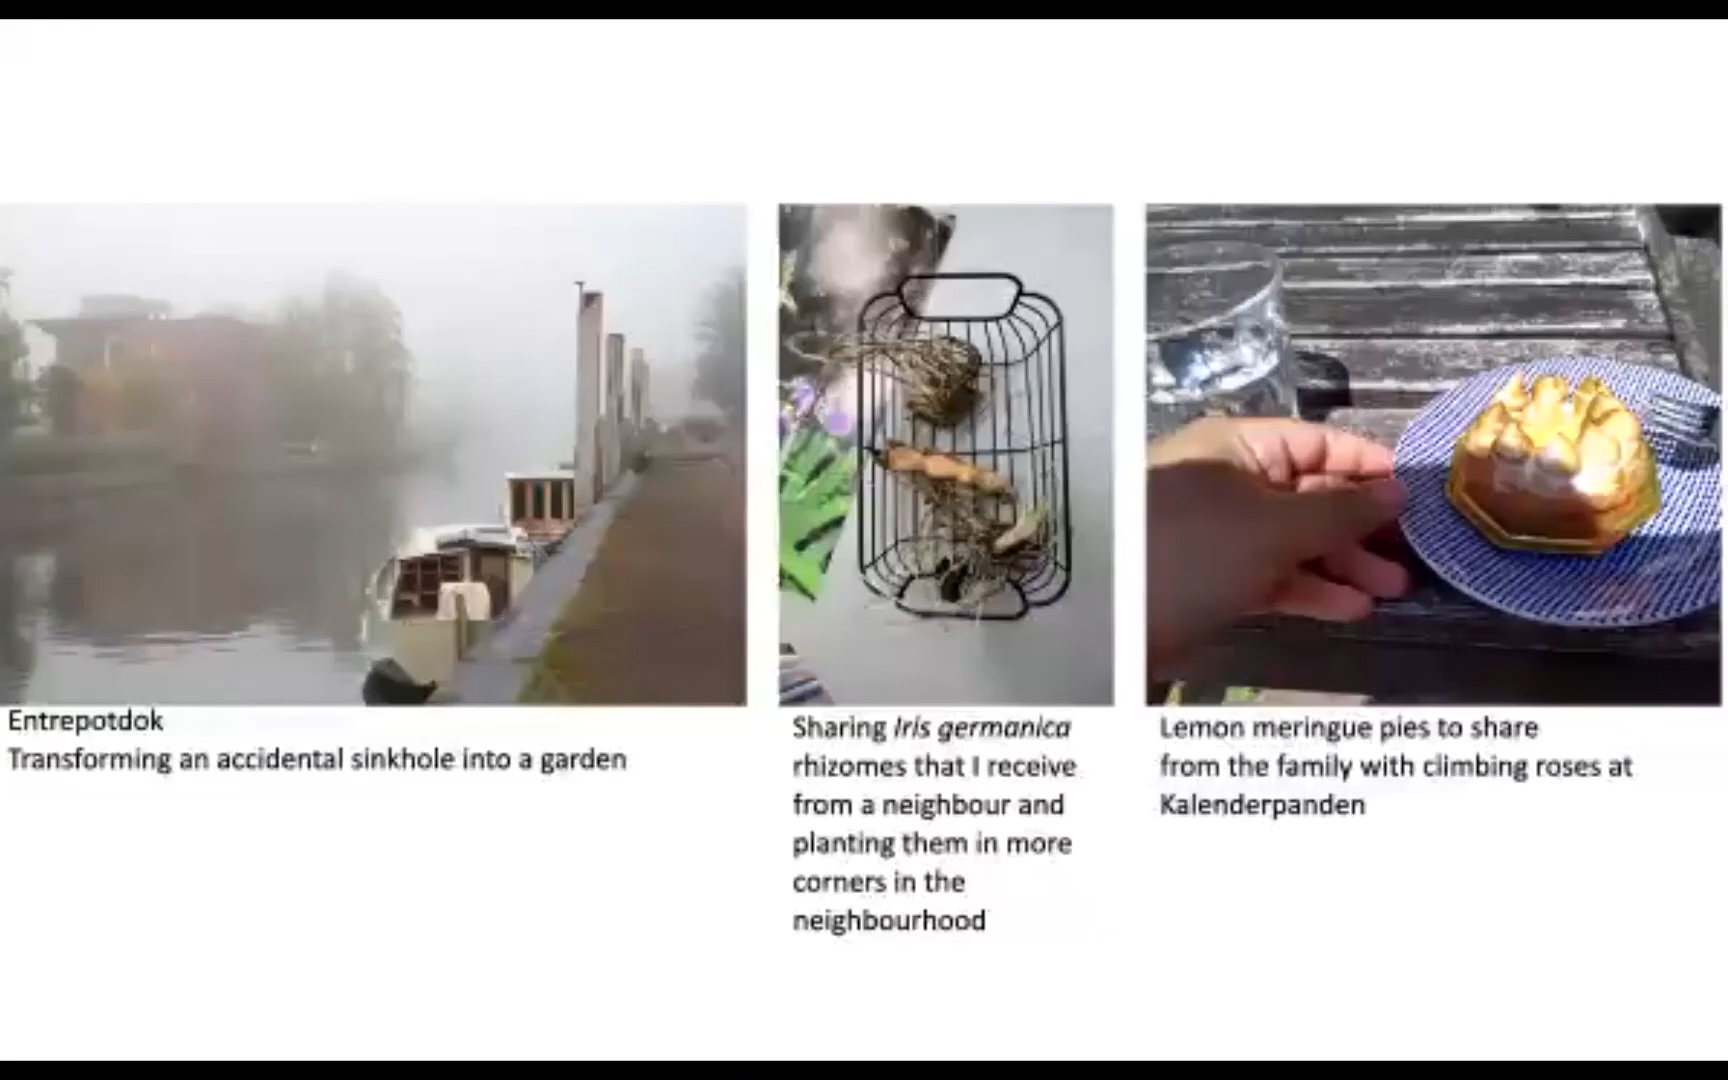 Entrepotdok
Transforming an accidental sinkhole into a garden
Sharing Iris germanica
rhizomes that I receive
from a neighbour and
planting them in more
corners in the
neighbourhood
Lemon meringue pies to share
from the family with climbing roses at
Kalenderpanden